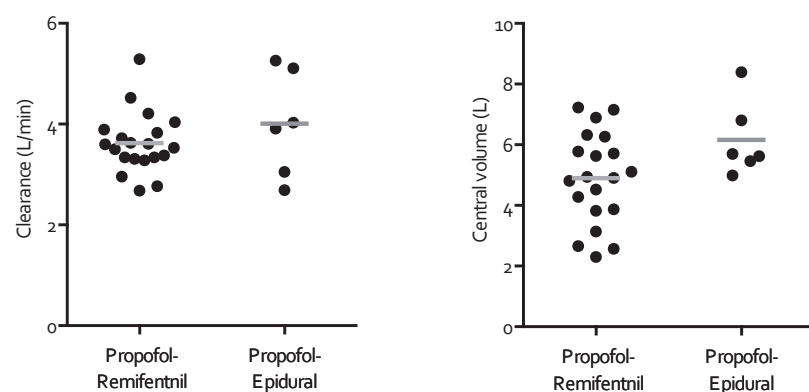 Clearance (L/min)
6
4
2
0
Propofol-
Remifentnil
Propofol-
Epidural
Central volume (L)
10
8
6
4
2
0
Propofol-
Remifentnil
Propofol-
Epidural